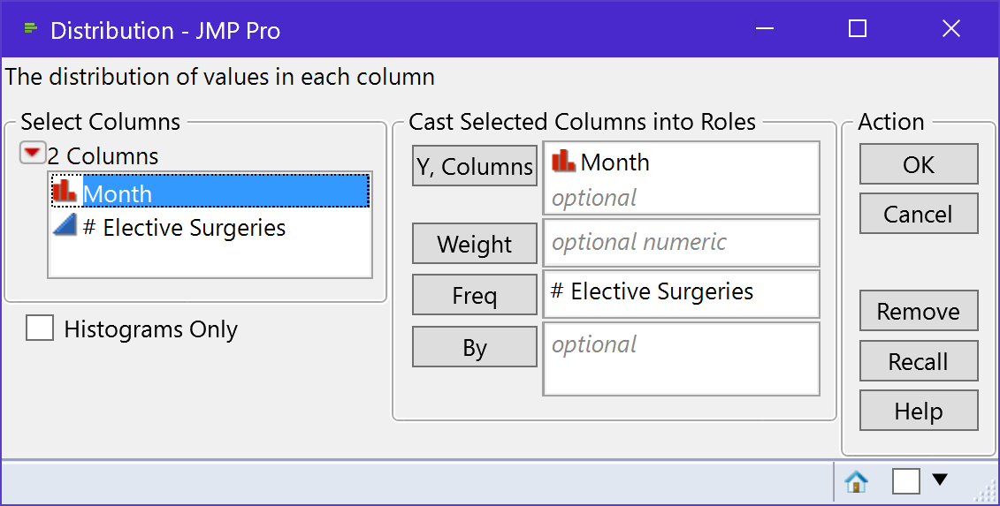 Distribution - JMP Pro
The distribution of values in each column
Select Columns
2 Columns
Month
# Elective Surgeries
Histograms Only
Cast Selected Columns into Roles
Y, Columns
Month
optional
Weight
optional numeric
Freq
# Elective Surgeries
By
optional
Action
OK
Cancel
Remove
Recall
Help